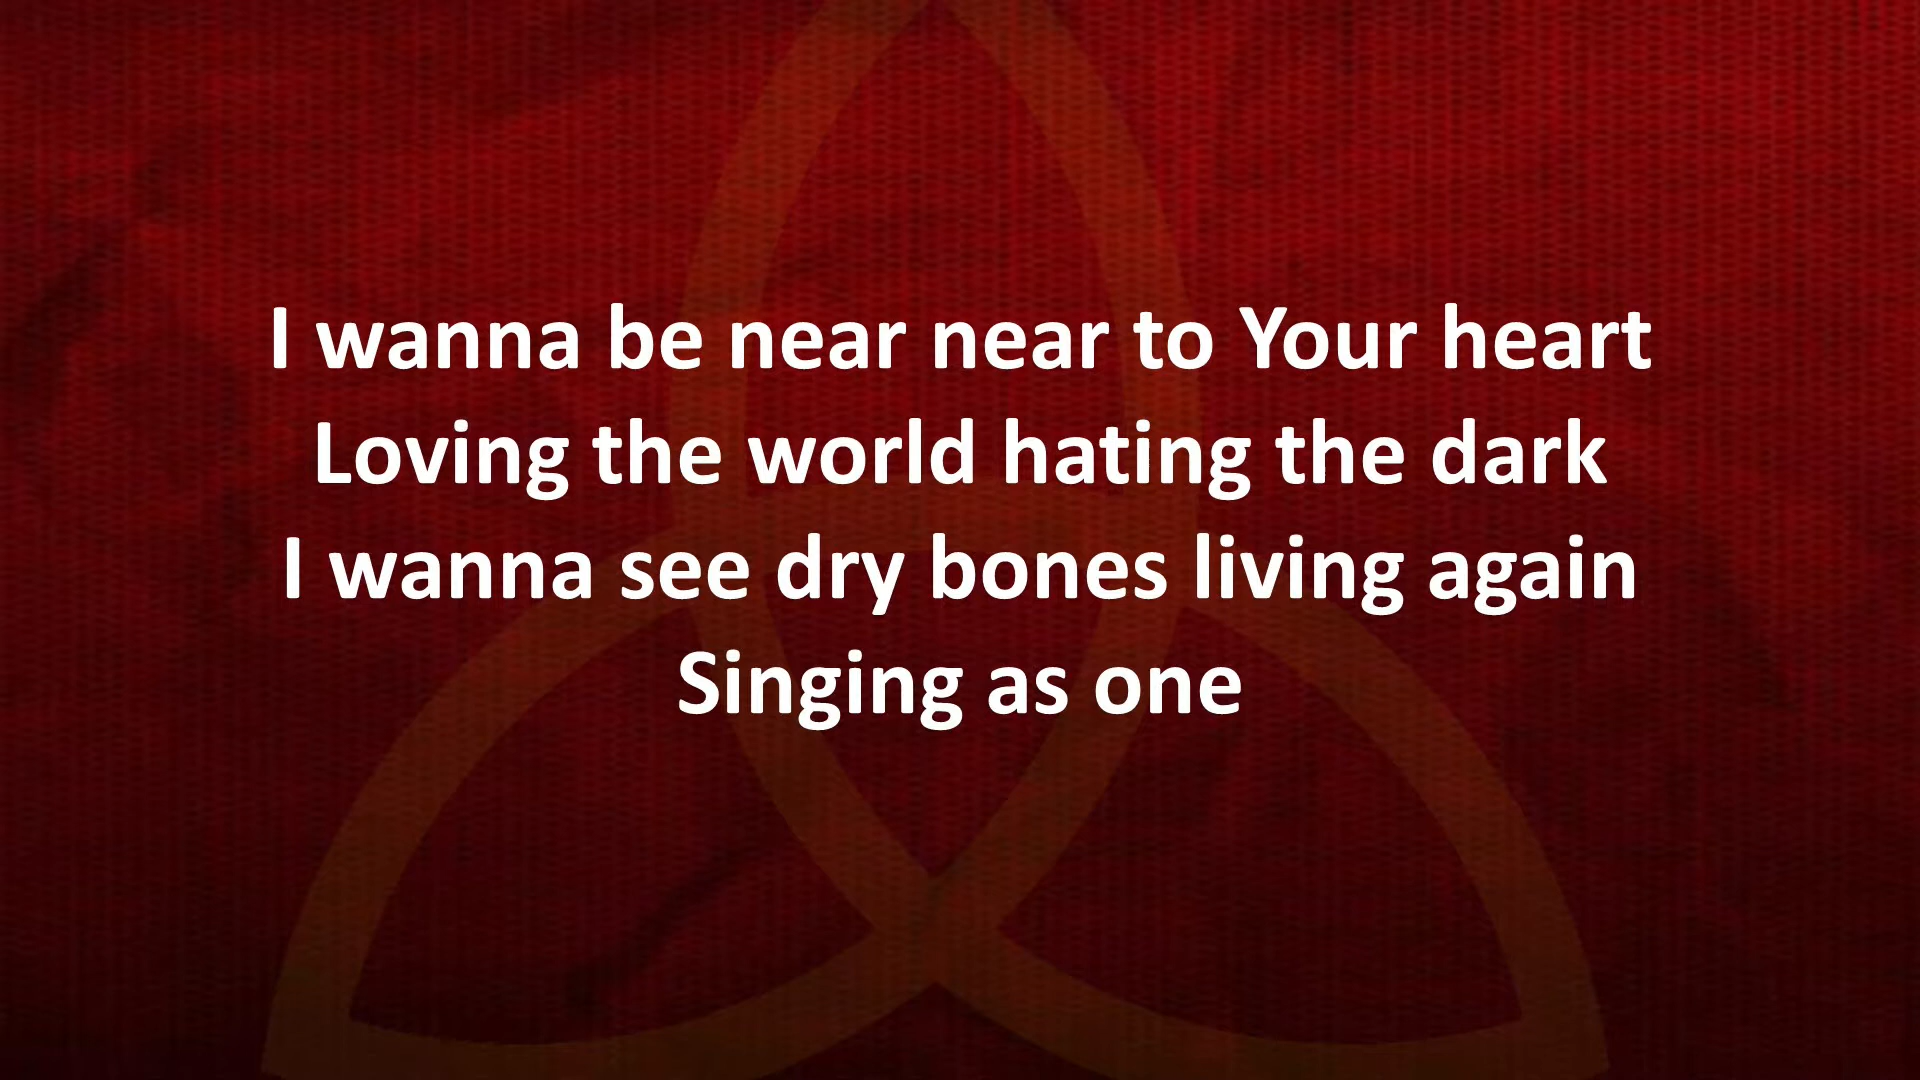 I wanna be near near to Your heart
Loving the world hating the dark
I wanna see dry bones living again
Singing as one